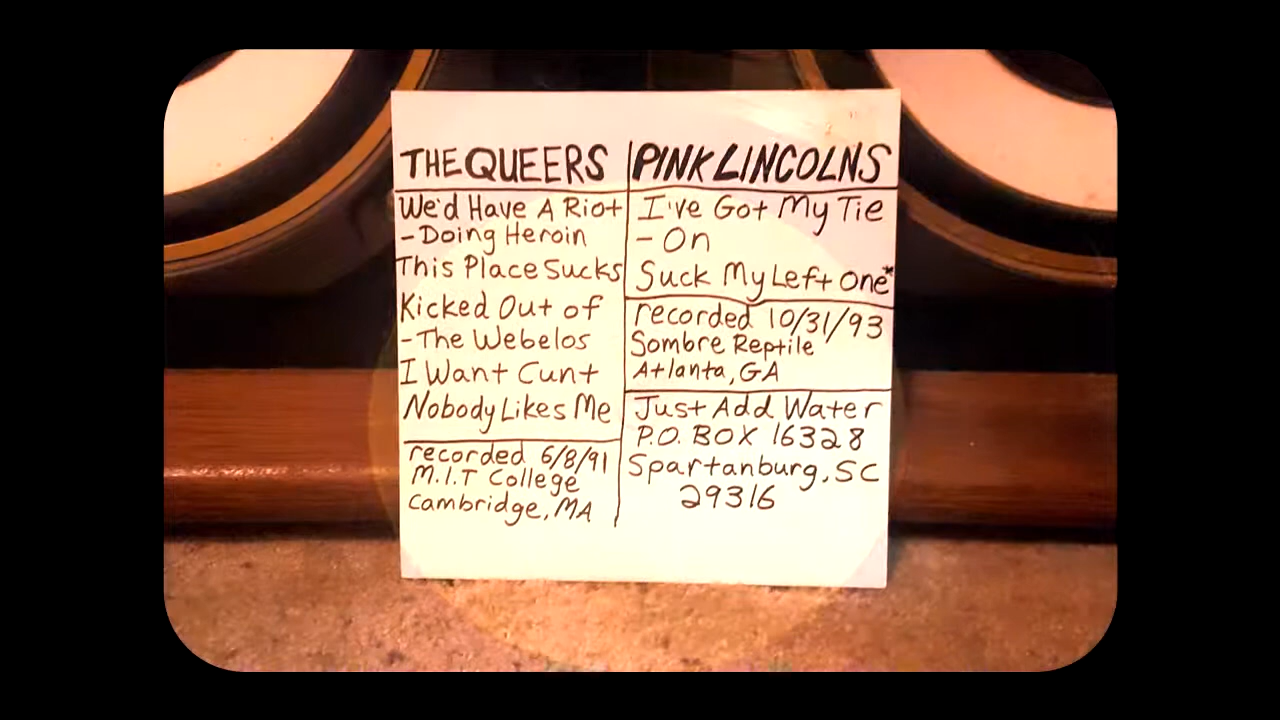 THE QUEERS
We'd Have A Riot
-Doing Heroin
This Place Sucks
Kicked Out of
-The Webelos
I Want Cunt
Nobody Likes Me
recorded 6/8/91
M.I.T College
Cambridge, MA
PINK LINCOLNS
I've Got My Tie
- On
Suck My Left One*
recorded 10/31/93
Sombre Reptile
Atlanta, GA
Just Add Water
P.O. BOX 16328
Spartanburg, SC
29316